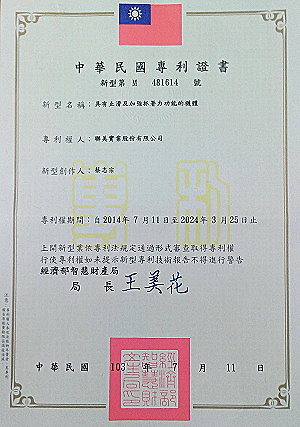 中華民國專利證書
新型第 M 481614 號
新型名稱：具有止滑及加強抓著力功能的鞋體
專利權人：聯美實業股份有限公司
新型創作人：蔡志宗
專利權期間：自2014年7月11日至2024年3月25日止
上開新型業依專利法規定通過形式審查取得專利權
行使專利權如未提示新型專利技術報告不得進行警告
經濟部智慧財產局
局長 王美花
中華民國 103 年 7 月 11 日